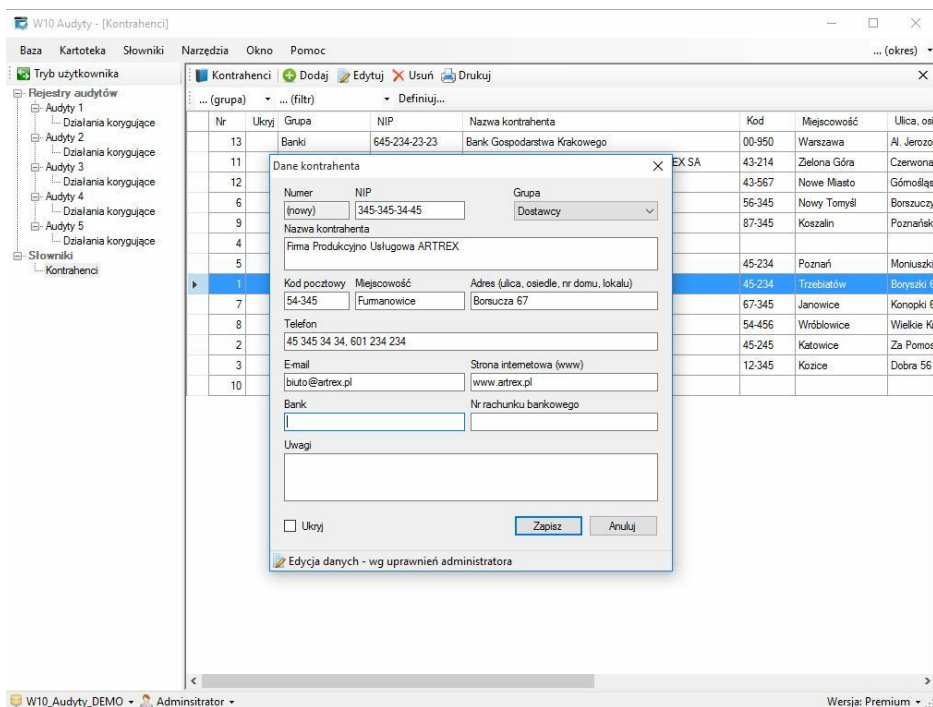 W10 Audyty - [Kontrahenci]
Baza Kartoteka Słowniki Narzędzia Okno Pomoc ... (okres)
Tryb użytkownika
Kontrahenci Dodaj Edytuj Usuń Drukuj
Rejestry audytów
Audyty 1
Działania korygujące
Audyty 2
Działania korygujące
Audyty 3
Działania korygujące
Audyty 4
Działania korygujące
Audyty 5
Działania korygujące
Słowniki
Kontrahenci
... (grupa) ... (filtr) Definiuj...
Nr Ukryj Grupa NIP Nazwa kontrahenta Kod Miejscowość Ulica, osi
13 Banki 645-234-23-23 Bank Gospodarstwa Krakowego 00-950 Warszawa Al. Jerozo
11 EX SA 43-214 Zielona Góra Czerwona
12 43-567 Nowe Miasto Górnośląs
6 56-345 Nowy Tomyśl Borszuczy
9 87-345 Koszalin Poznańsk
4
5 45-234 Poznań Moniuszki
1 45-234 Trzebiatów Boryszki 6
7 67-345 Janowice Konopki 6
8 54-456 Wróblowice Wielkie K
2 45-245 Katowice Za Pomos
3 12-345 Kozice Dobra 56
10
Dane kontrahenta
Numer NIP Grupa
(nowy) 345-345-34-45 Dostawcy
Nazwa kontrahenta
Firma Produkcyjno Usługowa ARTREX
Kod pocztowy Miejscowość Adres (ulica, osiedle, nr domu, lokalu)
54-345 Fumanowice Borsucza 67
Telefon
45 345 34 34, 601 234 234
E-mail Strona internetowa (www)
biuto@artrex.pl www.artrex.pl
Bank Nr rachunku bankowego
Uwagi
Ukryj Zapisz Anuluj
Edycja danych - wg uprawnień administratora
W10_Audyty_DEMO Adminsitrator Wersja: Premium